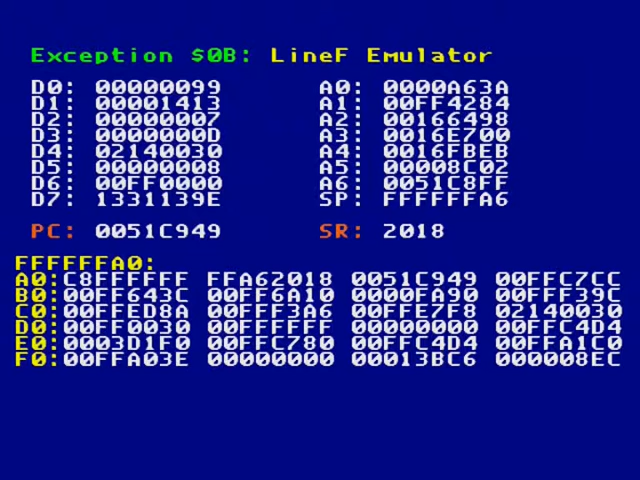 Exception $0B: LineF Emulator
D0: 00000099 A0: 0000A63A
D1: 00001413 A1: 00FF4284
D2: 00000007 A2: 00166498
D3: 0000000D A3: 0016E700
D4: 02140030 A4: 0016FBEB
D5: 00000008 A5: 00008C02
D6: 00FF0000 A6: 0051C8FF
D7: 1331139E SP: FFFFFFA6
PC: 0051C949 SR: 2018
FFFFFFA0:
A0:C8FFFFFF FFA62018 0051C949 00FFC7CC
B0:00FF643C 00FF6A10 0000FA90 00FFF39C
C0:00FFED8A 00FFF3A6 00FFE7F8 02140030
D0:00FF0030 00FFFFFF 00000000 00FFC4D4
E0:0003D1F0 00FFC780 00FFC4D4 00FFA1C0
F0:00FFA03E 00000000 00013BC6 000008EC